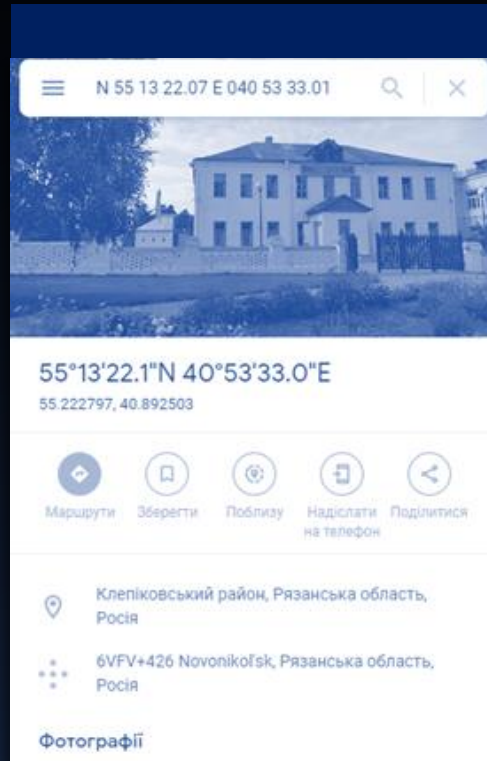 N 55 13 22.07 E 040 53 33.01
55°13'22.1"N 40°53'33.0"E
55.222797, 40.892503
Маршрути Зберегти Поблизу Надіслати на телефон Поділитися
Клепіковський район, Рязанська область,
Росія
6VFV+426 Novonikol'sk, Рязанська область,
Росія
Фотографії